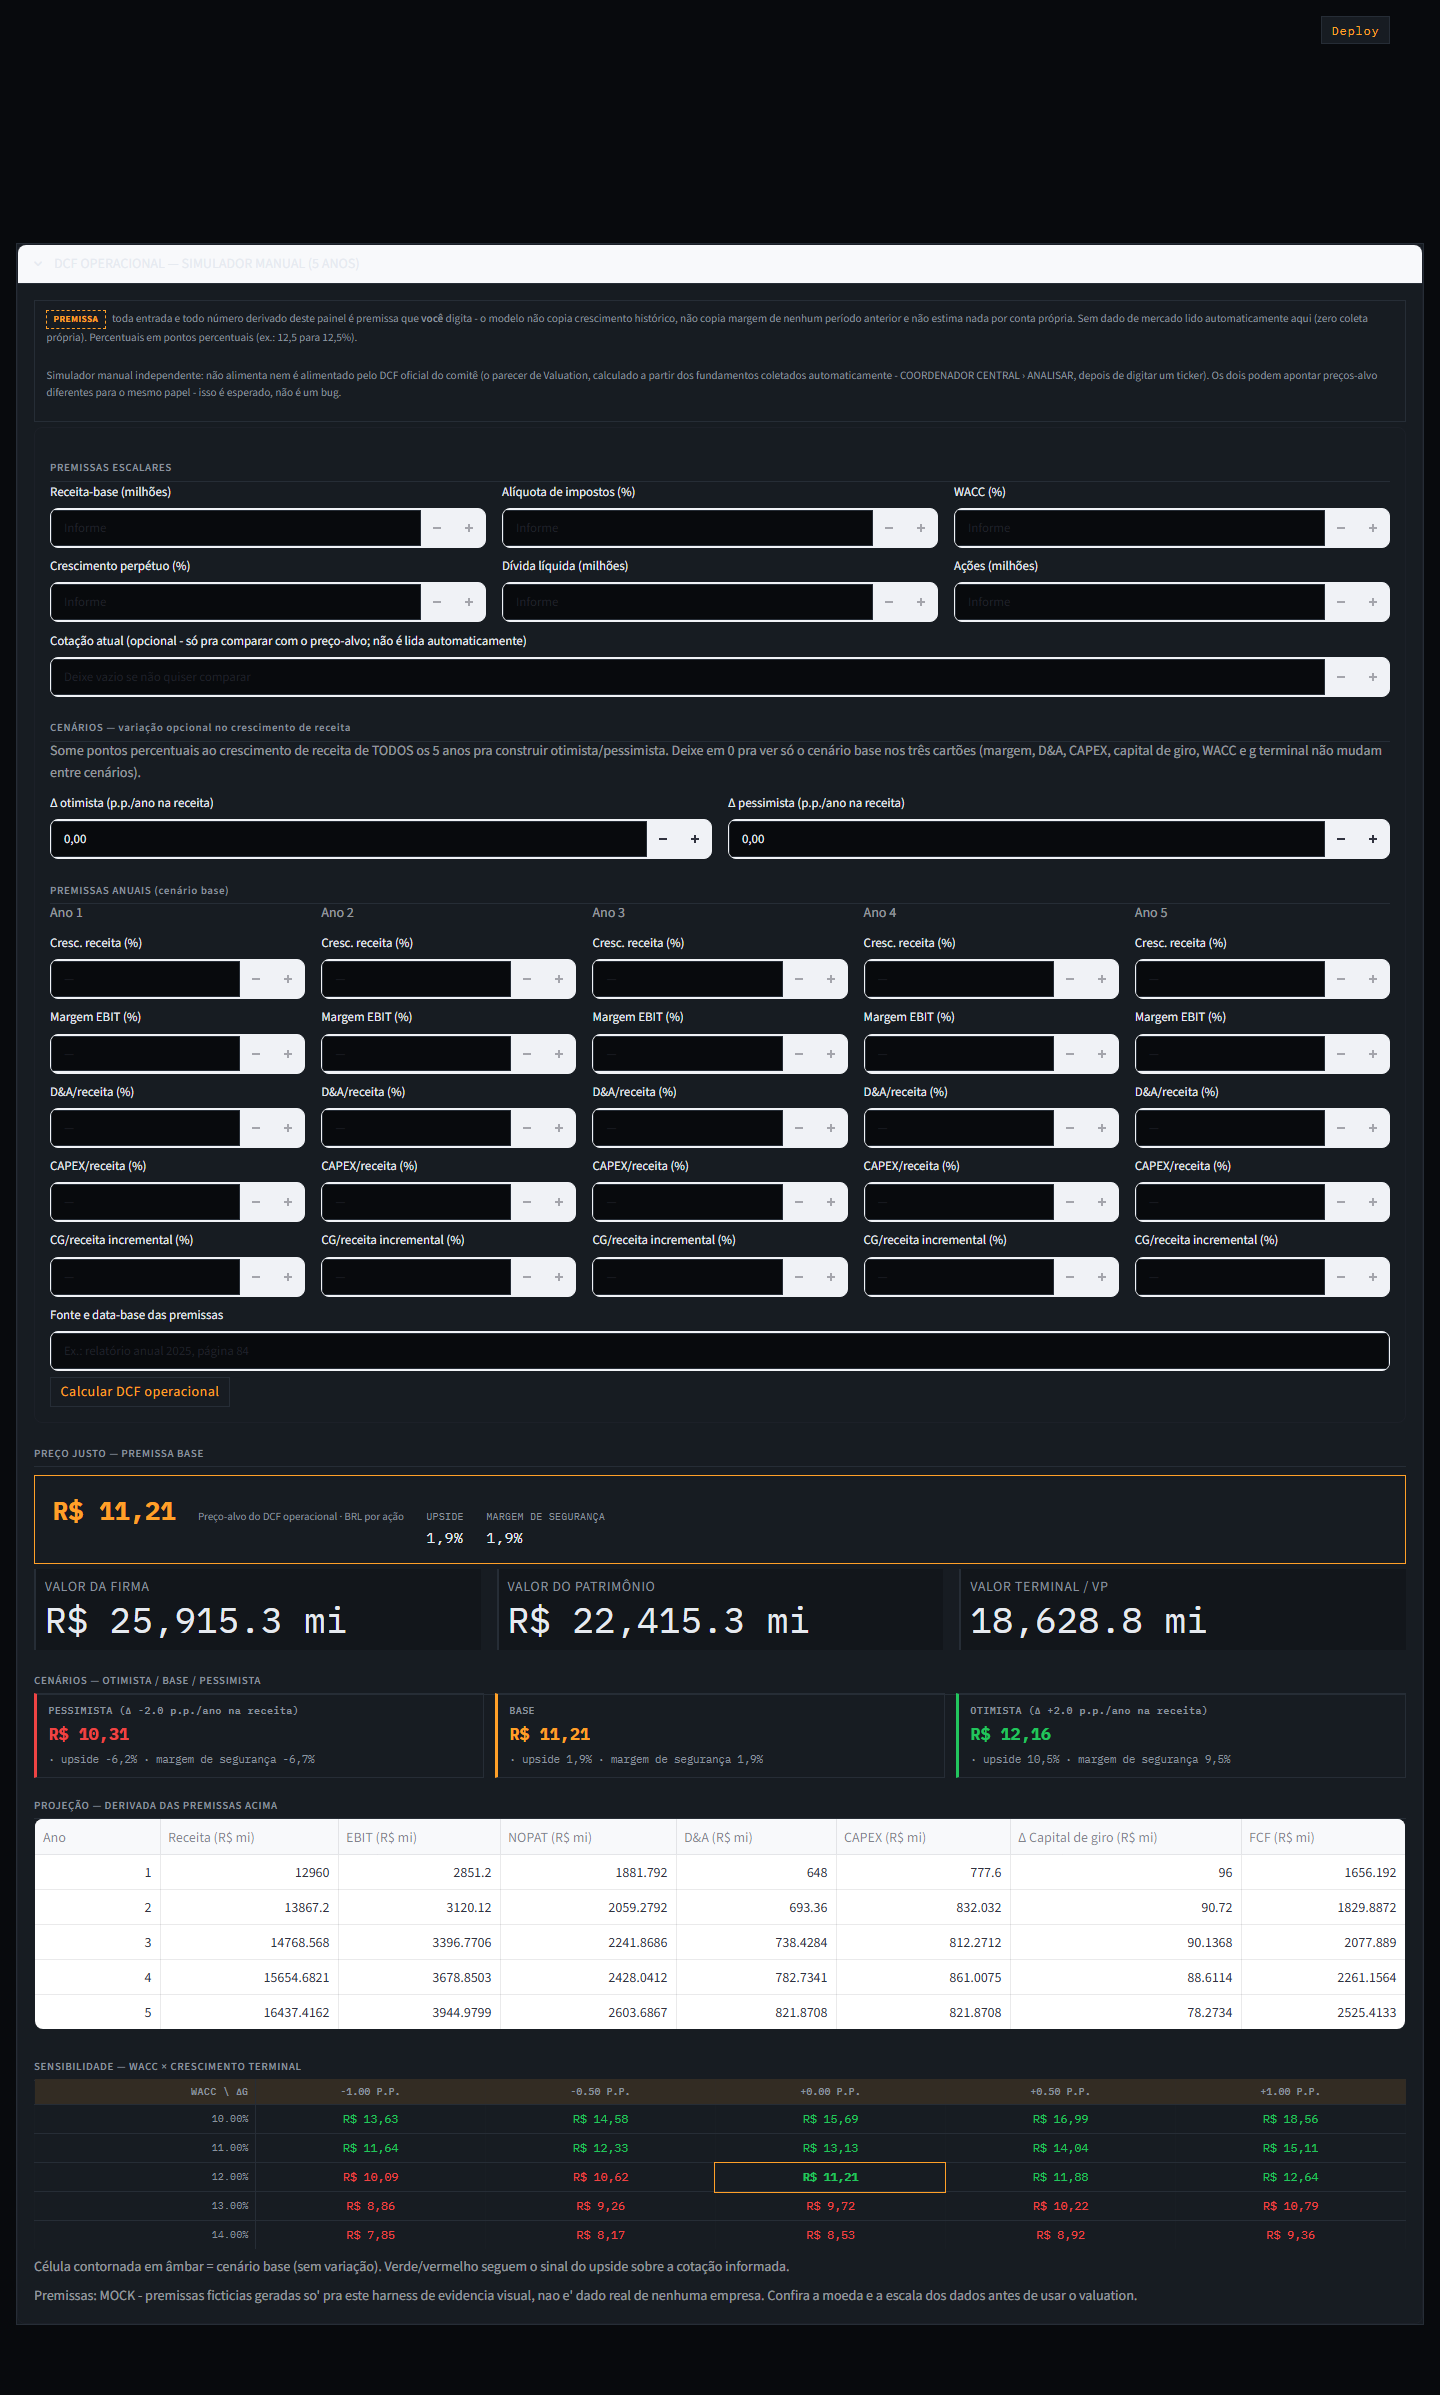 Deploy
DCF OPERACIONAL — SIMULADOR MANUAL (5 ANOS)
PREMISSA toda entrada e todo número derivado deste painel é premissa que você digita - o modelo não copia crescimento histórico, não copia margem de nenhum período anterior e não estima nada por conta própria. Sem dado de mercado lido automaticamente aqui (zero coleta
própria). Percentuais em pontos percentuais (ex.: 12,5 para 12,5%).
Simulador manual independente: não alimenta nem é alimentado pelo DCF oficial do comitê (o parecer de Valuation, calculado a partir dos fundamentos coletados automaticamente - COORDENADOR CENTRAL › ANALISAR, depois de digitar um ticker). Os dois podem apontar preços-alvo
diferentes para o mesmo papel - isso é esperado, não é um bug.
PREMISSAS ESCALARES
Receita-base (milhões) Alíquota de impostos (%) WACC (%)
Informe − + Informe − + Informe − +
Crescimento perpétuo (%) Dívida líquida (milhões) Ações (milhões)
Informe − + Informe − + Informe − +
Cotação atual (opcional - só pra comparar com o preço-alvo; não é lida automaticamente)
Deixe vazio se não quiser comparar − +
CENÁRIOS — variação opcional no crescimento de receita
Some pontos percentuais ao crescimento de receita de TODOS os 5 anos pra construir otimista/pessimista. Deixe em 0 pra ver só o cenário base nos três cartões (margem, D&A, CAPEX, capital de giro, WACC e g terminal não mudam
entre cenários).
Δ otimista (p.p./ano na receita) Δ pessimista (p.p./ano na receita)
0,00 − + 0,00 − +
PREMISSAS ANUAIS (cenário base)
Ano 1 Ano 2 Ano 3 Ano 4 Ano 5
Cresc. receita (%) Cresc. receita (%) Cresc. receita (%) Cresc. receita (%) Cresc. receita (%)
— − + — − + — − + — − + — − +
Margem EBIT (%) Margem EBIT (%) Margem EBIT (%) Margem EBIT (%) Margem EBIT (%)
— − + — − + — − + — − + — − +
D&A/receita (%) D&A/receita (%) D&A/receita (%) D&A/receita (%) D&A/receita (%)
— − + — − + — − + — − + — − +
CAPEX/receita (%) CAPEX/receita (%) CAPEX/receita (%) CAPEX/receita (%) CAPEX/receita (%)
— − + — − + — − + — − + — − +
CG/receita incremental (%) CG/receita incremental (%) CG/receita incremental (%) CG/receita incremental (%) CG/receita incremental (%)
— − + — − + — − + — − + — − +
Fonte e data-base das premissas
Ex.: relatório anual 2025, página 84
Calcular DCF operacional
PREÇO JUSTO — PREMISSA BASE
R$ 11,21 Preço-alvo do DCF operacional · BRL por ação UPSIDE MARGEM DE SEGURANÇA
1,9% 1,9%
VALOR DA FIRMA VALOR DO PATRIMÔNIO VALOR TERMINAL / VP
R$ 25,915.3 mi R$ 22,415.3 mi 18,628.8 mi
CENÁRIOS — OTIMISTA / BASE / PESSIMISTA
PESSIMISTA (Δ -2.0 p.p./ano na receita) BASE OTIMISTA (Δ +2.0 p.p./ano na receita)
R$ 10,31 R$ 11,21 R$ 12,16
· upside -6,2% · margem de segurança -6,7% · upside 1,9% · margem de segurança 1,9% · upside 10,5% · margem de segurança 9,5%
PROJEÇÃO — DERIVADA DAS PREMISSAS ACIMA
Ano Receita (R$ mi) EBIT (R$ mi) NOPAT (R$ mi) D&A (R$ mi) CAPEX (R$ mi) Δ Capital de giro (R$ mi) FCF (R$ mi)
1 12960 2851.2 1881.792 648 777.6 96 1656.192
2 13867.2 3120.12 2059.2792 693.36 832.032 90.72 1829.8872
3 14768.568 3396.7706 2241.8686 738.4284 812.2712 90.1368 2077.889
4 15654.6821 3678.8503 2428.0412 782.7341 861.0075 88.6114 2261.1564
5 16437.4162 3944.9799 2603.6867 821.8708 821.8708 78.2734 2525.4133
SENSIBILIDADE — WACC × CRESCIMENTO TERMINAL
WACC \ ΔG -1.00 P.P. -0.50 P.P. +0.00 P.P. +0.50 P.P. +1.00 P.P.
10.00% R$ 13,63 R$ 14,58 R$ 15,69 R$ 16,99 R$ 18,56
11.00% R$ 11,64 R$ 12,33 R$ 13,13 R$ 14,04 R$ 15,11
12.00% R$ 10,09 R$ 10,62 R$ 11,21 R$ 11,88 R$ 12,64
13.00% R$ 8,86 R$ 9,26 R$ 9,72 R$ 10,22 R$ 10,79
14.00% R$ 7,85 R$ 8,17 R$ 8,53 R$ 8,92 R$ 9,36
Célula contornada em âmbar = cenário base (sem variação). Verde/vermelho seguem o sinal do upside sobre a cotação informada.
Premissas: MOCK - premissas ficticias geradas so' pra este harness de evidencia visual, nao e' dado real de nenhuma empresa. Confira a moeda e a escala dos dados antes de usar o valuation.